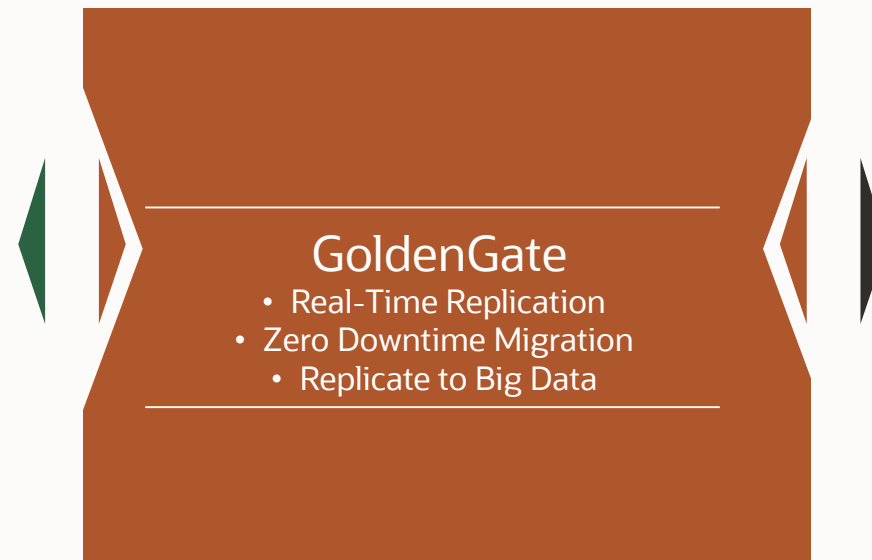 GoldenGate
• Real-Time Replication
• Zero Downtime Migration
• Replicate to Big Data